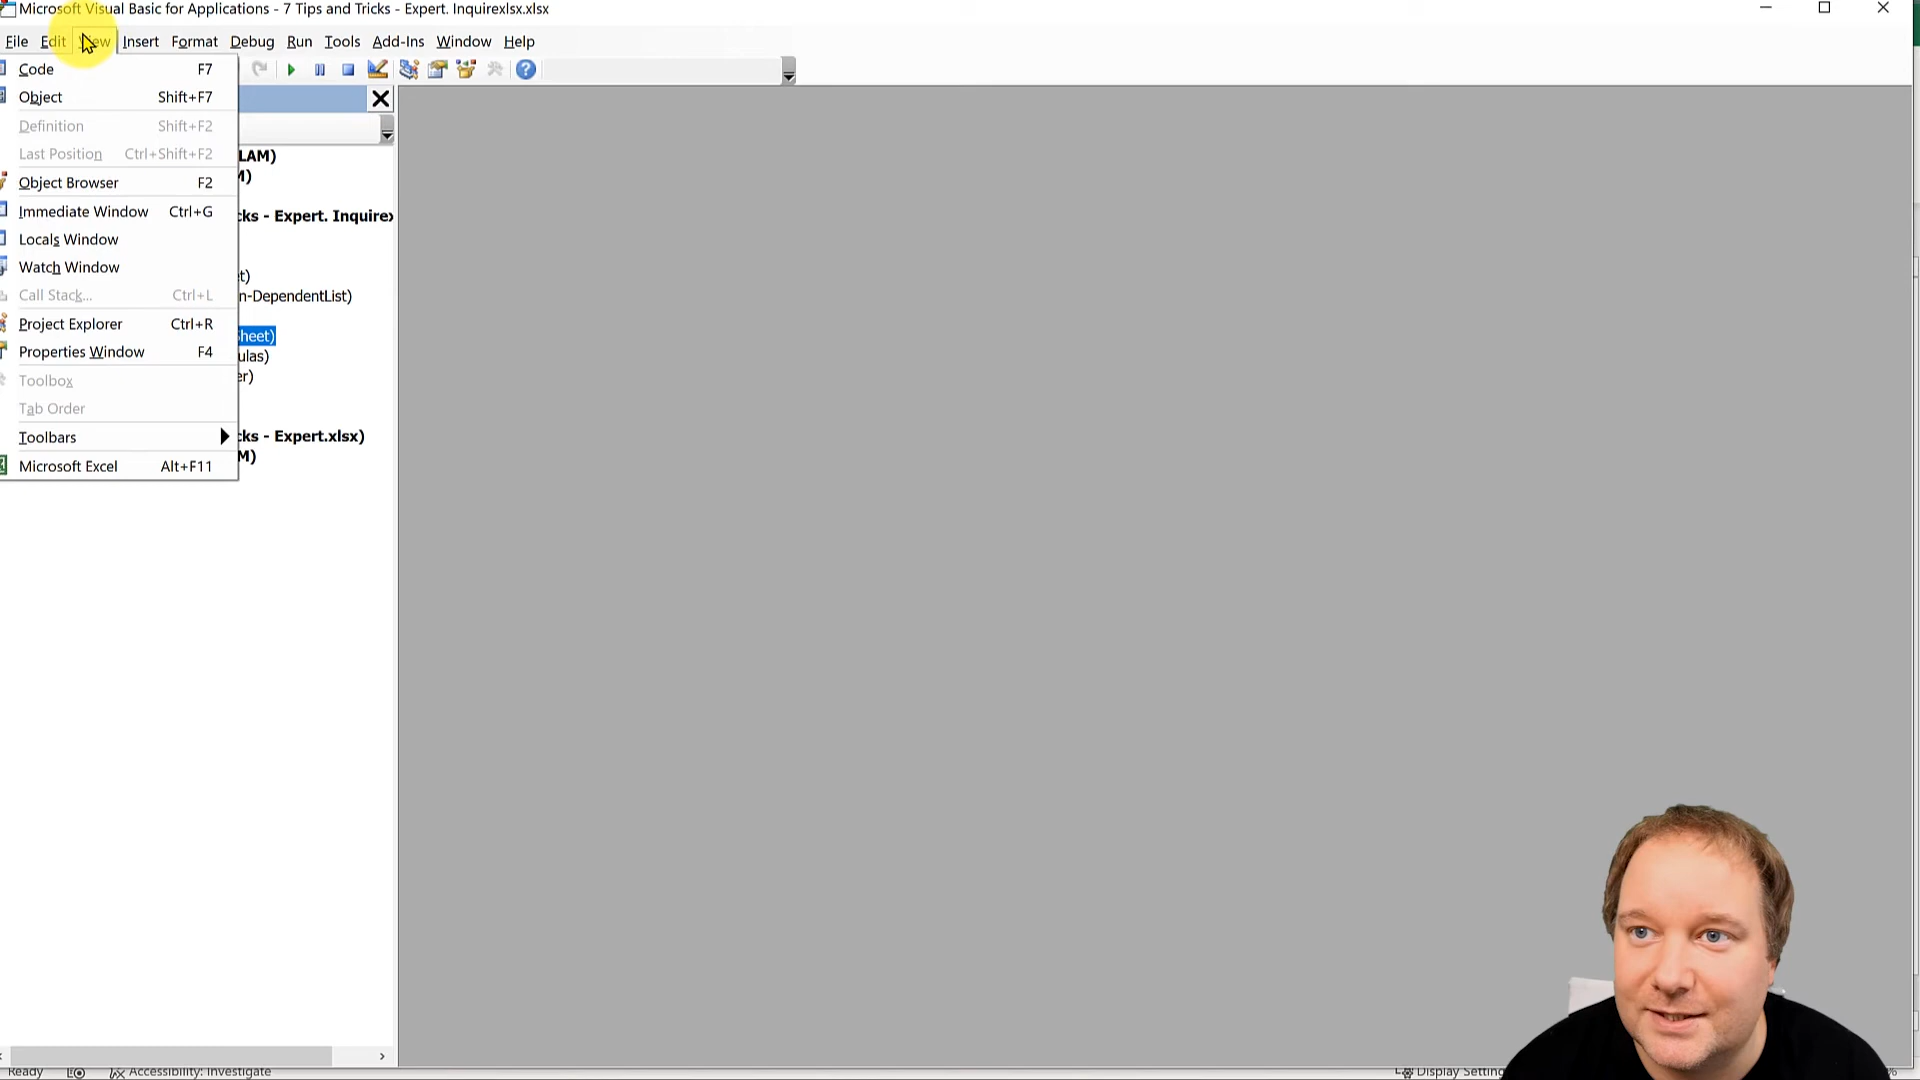 Microsoft Visual Basic for Applications - 7 Tips and Tricks - Expert. Inquirexlsx.xlsx
File Edit View Insert Format Debug Run Tools Add-Ins Window Help
Code F7
Object Shift+F7
Definition Shift+F2
Last Position Ctrl+Shift+F2
Object Browser F2
Immediate Window Ctrl+G
Locals Window
Watch Window
Call Stack... Ctrl+L
Project Explorer Ctrl+R
Properties Window F4
Toolbox
Tab Order
Toolbars
Microsoft Excel Alt+F11
LAM)
M)
cks - Expert. Inquirex
et)
n-DependentList)
Sheet)
ulas)
er)
cks - Expert.xlsx)
M)
Ready
Accessibility: Investigate
Display Setting
%